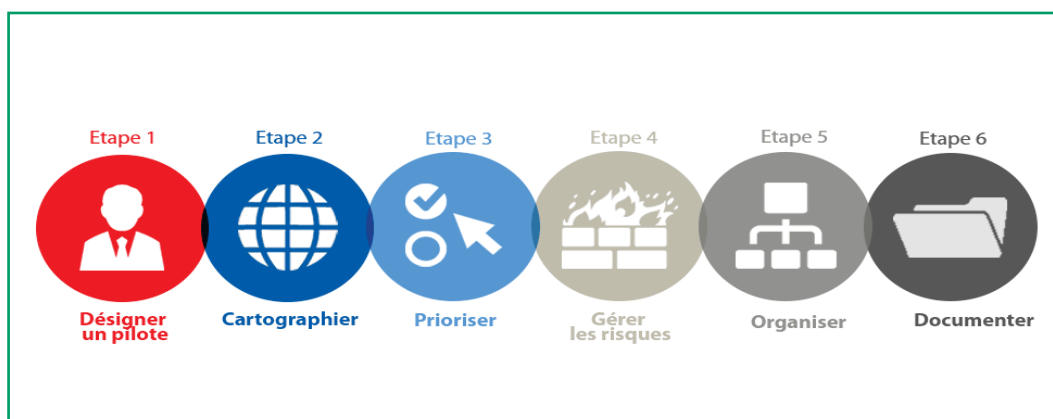 Etape 1
Etape 2
Etape 3
Etape 4
Etape 5
Etape 6
Désigner
un pilote
Cartographier
Prioriser
Gérer
les risques
Organiser
Documenter